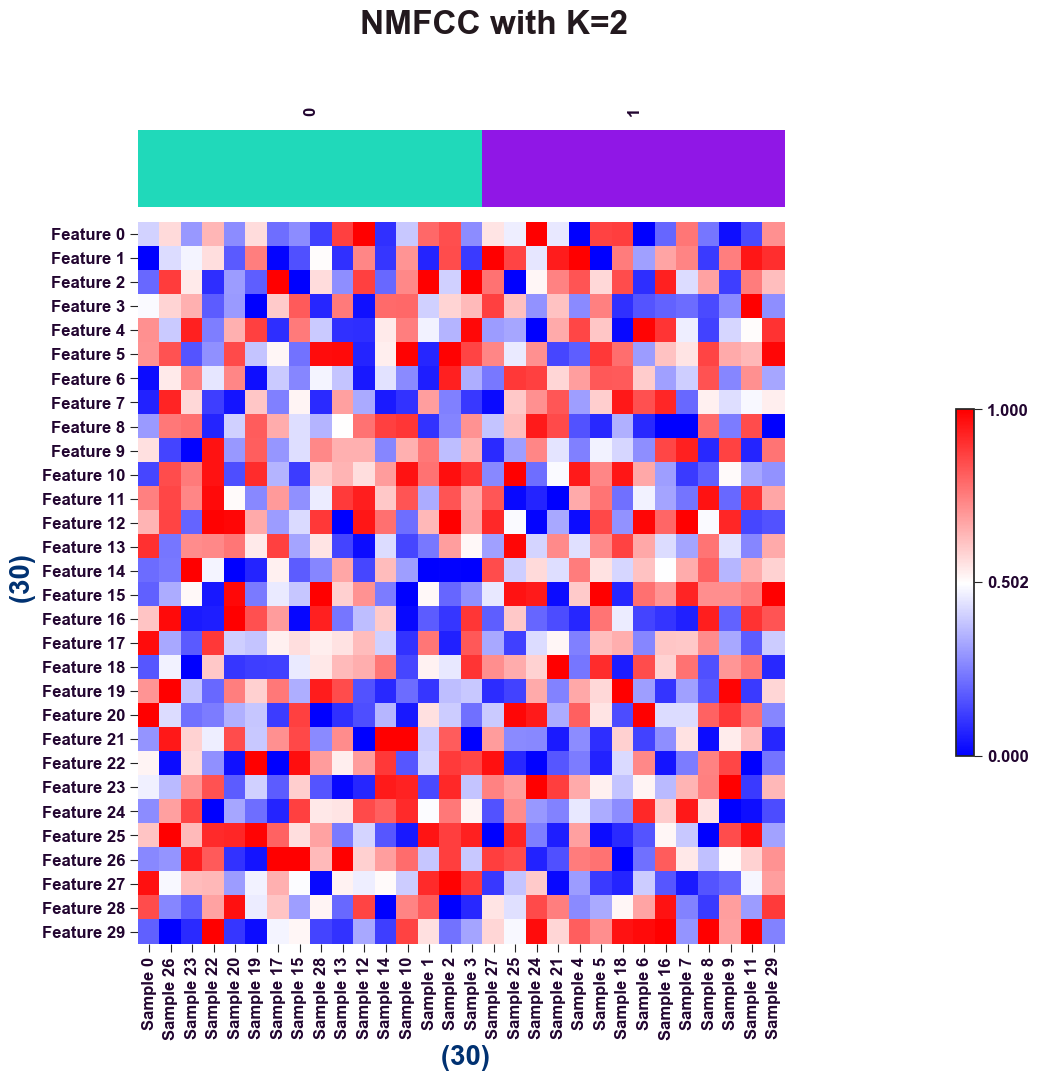 NMFCC with K=2
0
1
Feature 0
Feature 1
Feature 2
Feature 3
Feature 4
Feature 5
Feature 6
Feature 7
Feature 8
Feature 9
Feature 10
Feature 11
Feature 12
Feature 13
Feature 14
Feature 15
Feature 16
Feature 17
Feature 18
Feature 19
Feature 20
Feature 21
Feature 22
Feature 23
Feature 24
Feature 25
Feature 26
Feature 27
Feature 28
Feature 29
(30)
1.000
0.502
0.000
Sample 0
Sample 26
Sample 23
Sample 22
Sample 20
Sample 19
Sample 17
Sample 15
Sample 28
Sample 13
Sample 12
Sample 14
Sample 10
Sample 1
Sample 2
Sample 3
Sample 27
Sample 25
Sample 24
Sample 21
Sample 4
Sample 5
Sample 18
Sample 6
Sample 16
Sample 7
Sample 8
Sample 9
Sample 11
Sample 29
(30)